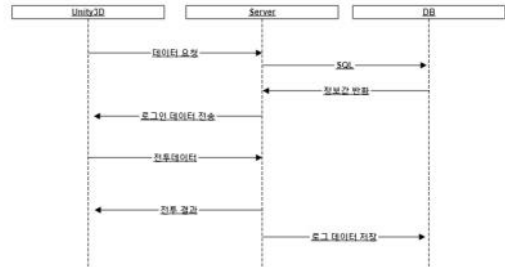 Unity3D
Server
DB
데이터 요청
SQL
정보값 반환
로그인 데이터 전송
전투데이터
전투 결과
로그 데이터 저장